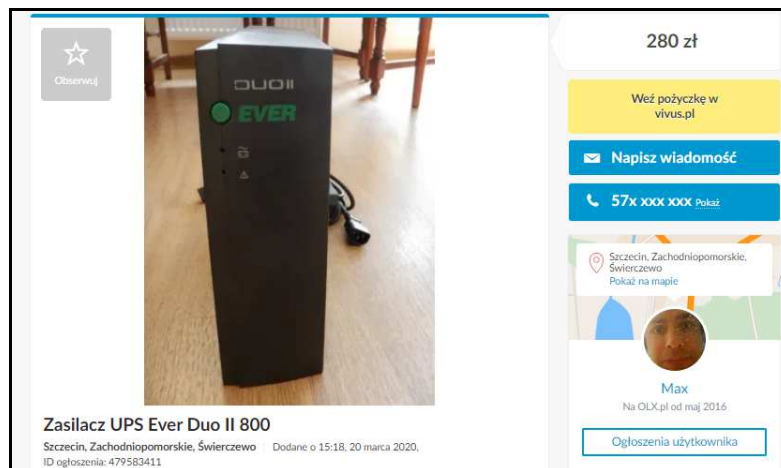 280 zł
Obserwuj
DUO II
EVER
Weź pożyczkę w
vivus.pl
Napisz wiadomość
57x xxx xxx Pokaż
Szczecin, Zachodniopomorskie,
Świerczewo
Pokaż na mapie
Max
Na OLX.pl od maj 2016
Ogłoszenia użytkownika
Zasilacz UPS Ever Duo II 800
Szczecin, Zachodniopomorskie, Świerczewo Dodane o 15:18, 20 marca 2020,
ID ogłoszenia: 479583411